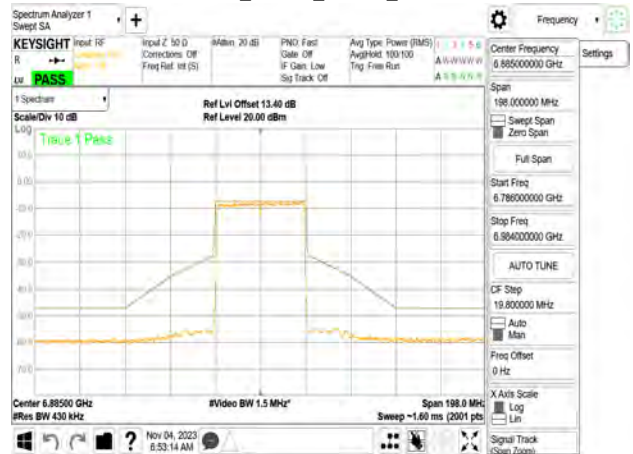 Spectrum Analyzer 1
Swept SA
Frequency
KEYSIGHT
Input: RF
Input Z: 50 Ω
Corrections: Off
Freq Ref: Int (S)
#Atten: 20 dB
PNO: Fast
Gate: Off
IF Gain: Low
Sig Track: Off
Avg Type: Power (RMS)
Avg|Hold: 100/100
Trig: Free Run
PASS
Center Frequency
6.885000000 GHz
Settings
Span
198.000000 MHz
Swept Span
Zero Span
Full Span
Start Freq
6.786000000 GHz
Stop Freq
6.984000000 GHz
AUTO TUNE
CF Step
19.800000 MHz
Auto
Man
Freq Offset
0 Hz
X Axis Scale
Log
Lin
Signal Track
(Span Zoom)
1 Spectrum
Scale/Div 10 dB
Ref Lvl Offset 13.40 dB
Ref Level 20.00 dBm
Log
Trace 1 Pass
Center 6.88500 GHz
#Res BW 430 kHz
#Video BW 1.5 MHz*
Span 198.0 MHz
Sweep ~1.60 ms (2001 pts
Nov 04, 2023
6:53:14 AM